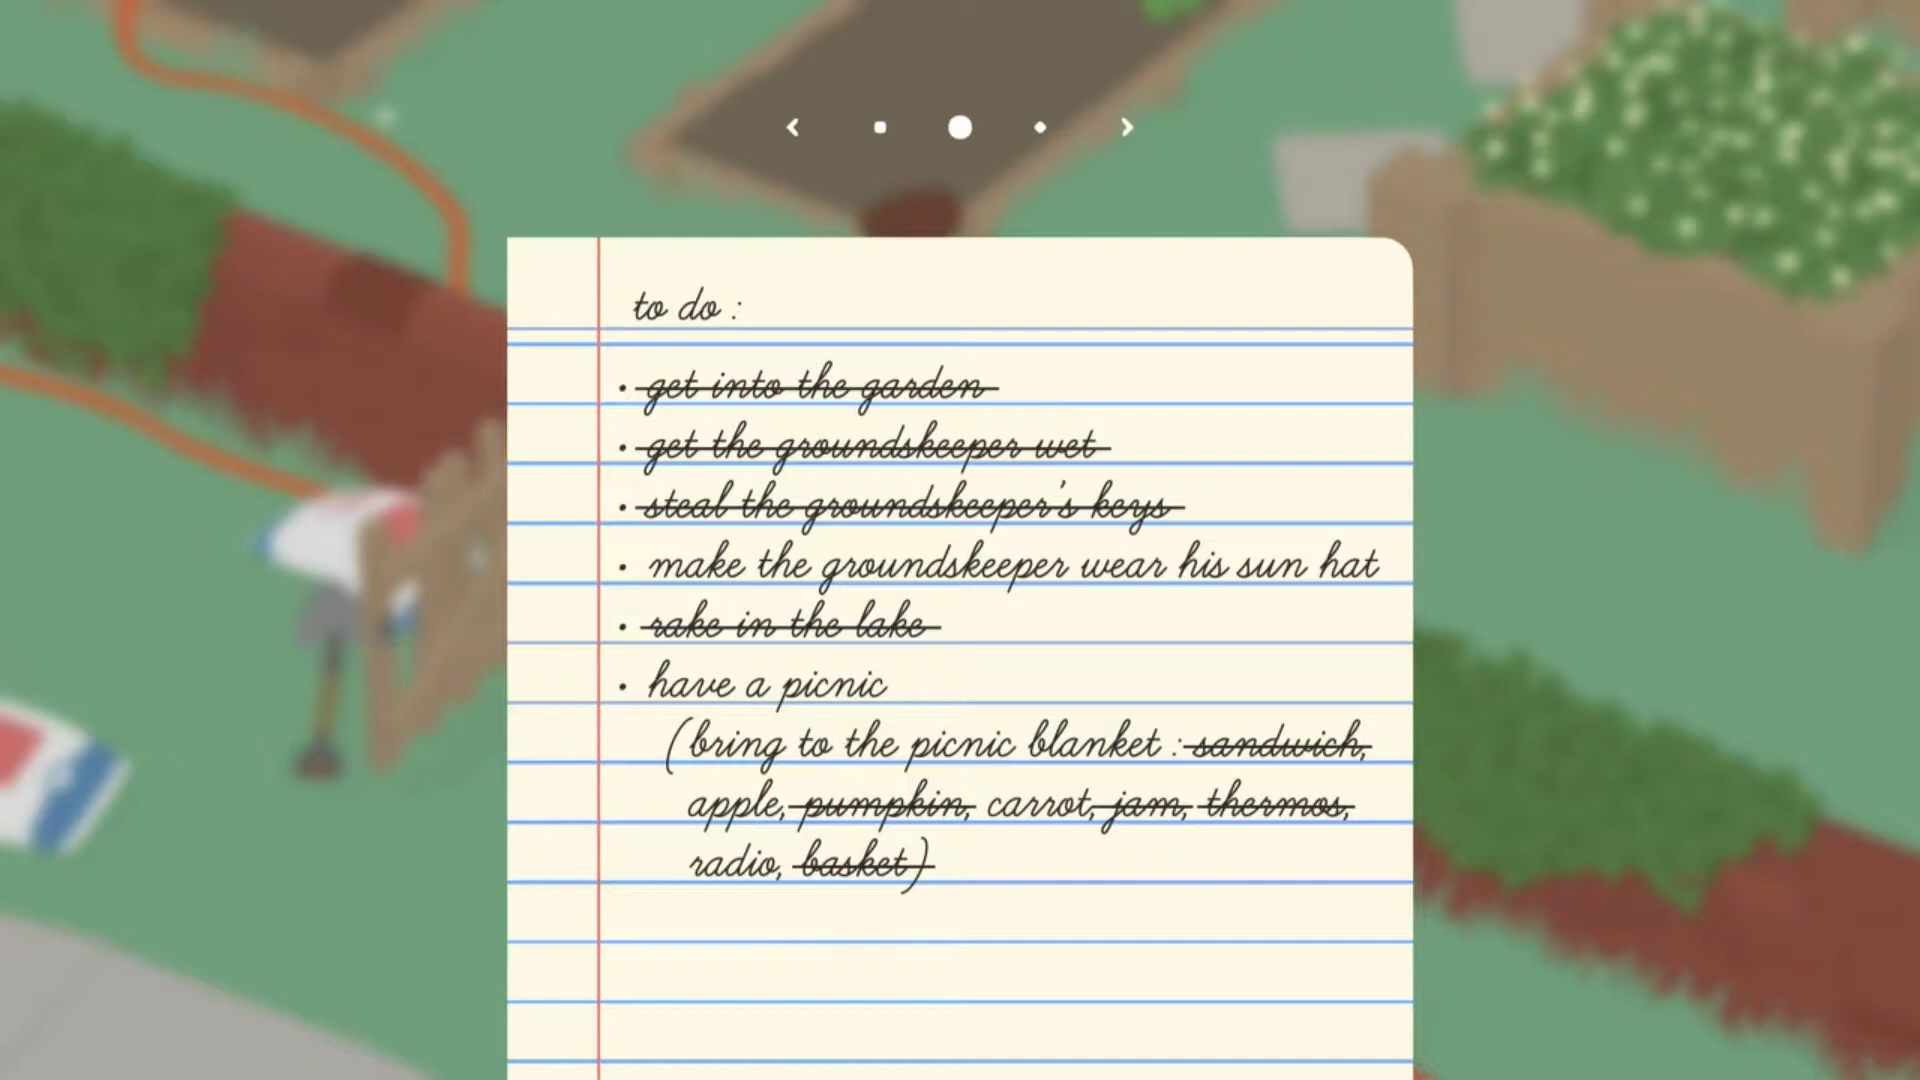 to do :
• get into the garden
• get the groundskeeper wet
• steal the groundskeeper's keys
• make the groundskeeper wear his sun hat
• rake in the lake
• have a picnic
(bring to the picnic blanket : sandwich,
apple, pumpkin, carrot, jam, thermos,
radio, basket)